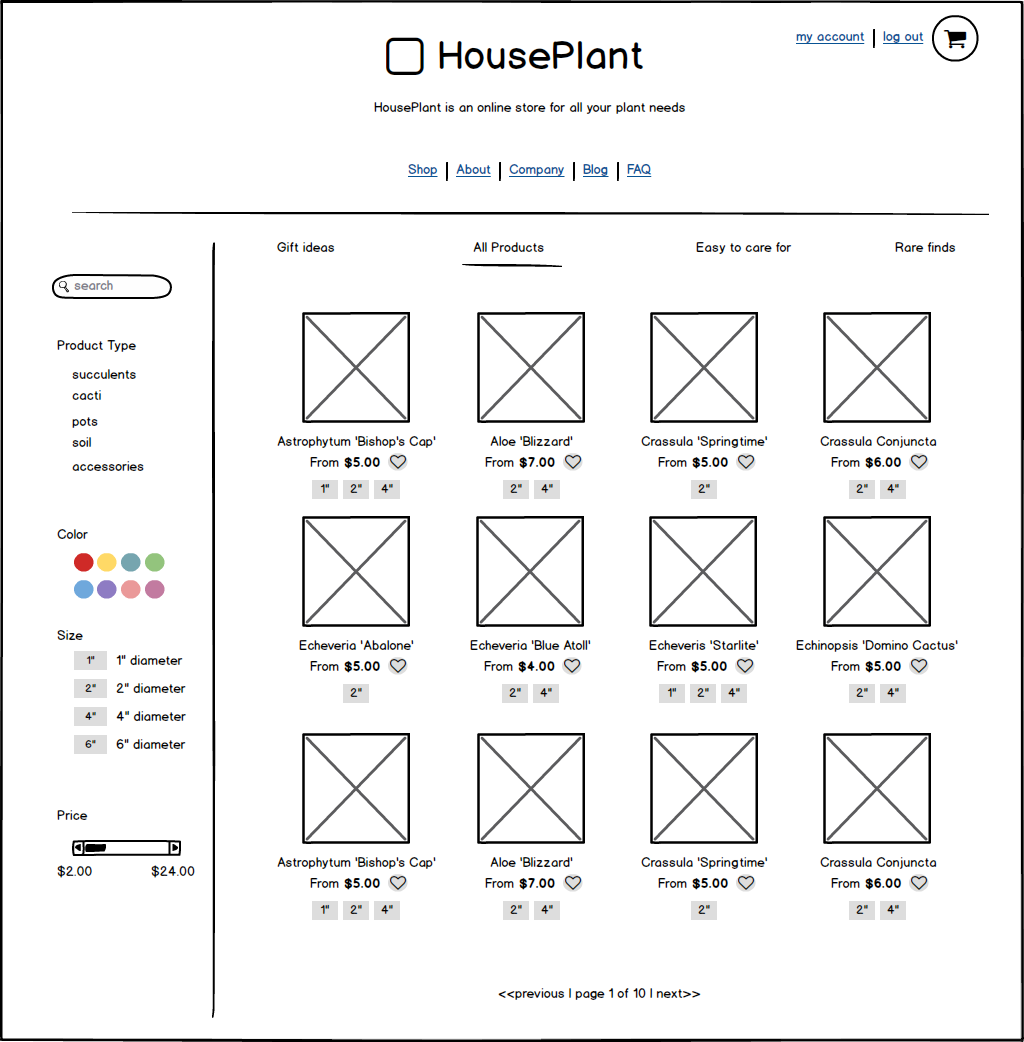 my account | log out
HousePlant
HousePlant is an online store for all your plant needs
Shop | About | Company | Blog | FAQ
Gift ideas All Products Easy to care for Rare finds
search
Product Type
succulents
cacti
pots
soil
accessories
Color
Size
1" 1" diameter
2" 2" diameter
4" 4" diameter
6" 6" diameter
Price
$2.00 $24.00
Astrophytum 'Bishop's Cap' Aloe 'Blizzard' Crassula 'Springtime' Crassula Conjuncta
From $5.00 From $7.00 From $5.00 From $6.00
1" 2" 4" 2" 4" 2" 2" 4"
Echeveria 'Abalone' Echeveria 'Blue Atoll' Echeveris 'Starlite' Echinopsis 'Domino Cactus'
From $5.00 From $4.00 From $5.00 From $5.00
2" 2" 4" 1" 2" 4" 2" 4"
Astrophytum 'Bishop's Cap' Aloe 'Blizzard' Crassula 'Springtime' Crassula Conjuncta
From $5.00 From $7.00 From $5.00 From $6.00
1" 2" 4" 2" 4" 2" 2" 4"
<<previous | page 1 of 10 | next>>